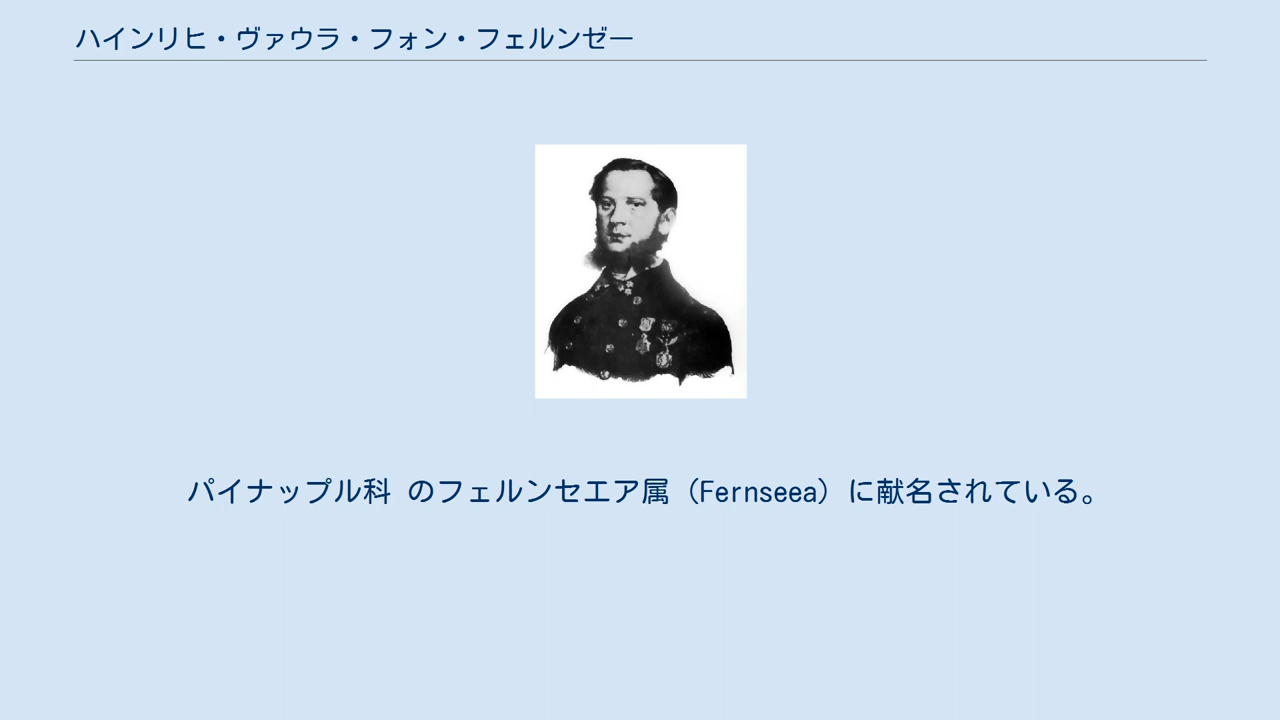 ハインリヒ・ヴァウラ・フォン・フェルンゼー
パイナップル科 のフェルンセエア属（Fernseea）に献名されている。